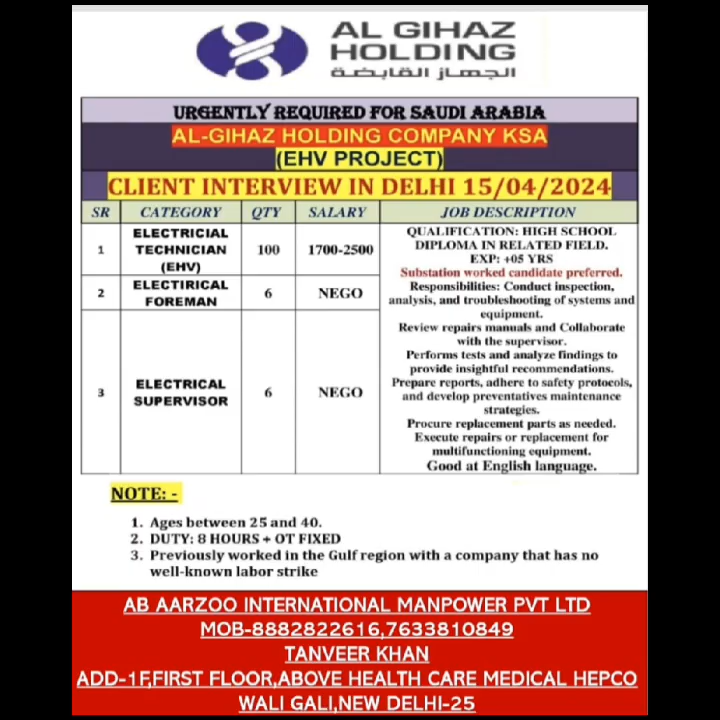 AL GIHAZ
HOLDING
الجهاز القابضة
URGENTLY REQUIRED FOR SAUDI ARABIA
AL-GIHAZ HOLDING COMPANY KSA
(EHV PROJECT)
CLIENT INTERVIEW IN DELHI 15/04/2024
SR CATEGORY QTY SALARY JOB DESCRIPTION
1 ELECTRICIAL TECHNICIAN (EHV) 100 1700-2500
2 ELECTIRICAL FOREMAN 6 NEGO
3 ELECTRICAL SUPERVISOR 6 NEGO
QUALIFICATION: HIGH SCHOOL
DIPLOMA IN RELATED FIELD.
EXP: +05 YRS
Substation worked candidate preferred.
Responsibilities: Conduct inspection,
analysis, and troubleshooting of systems and
equipment.
Review repairs manuals and Collaborate
with the supervisor.
Performs tests and analyze findings to
provide insightful recommendations.
Prepare reports, adhere to safety protocols,
and develop preventatives maintenance
strategies.
Procure replacement parts as needed.
Execute repairs or replacement for
multifunctioning equipment.
Good at English language.
NOTE: -
1. Ages between 25 and 40.
2. DUTY: 8 HOURS + OT FIXED
3. Previously worked in the Gulf region with a company that has no
well-known labor strike
AB AARZOO INTERNATIONAL MANPOWER PVT LTD
MOB-8882822616,7633810849
TANVEER KHAN
ADD-1F,FIRST FLOOR,ABOVE HEALTH CARE MEDICAL HEPCO
WALI GALI,NEW DELHI-25